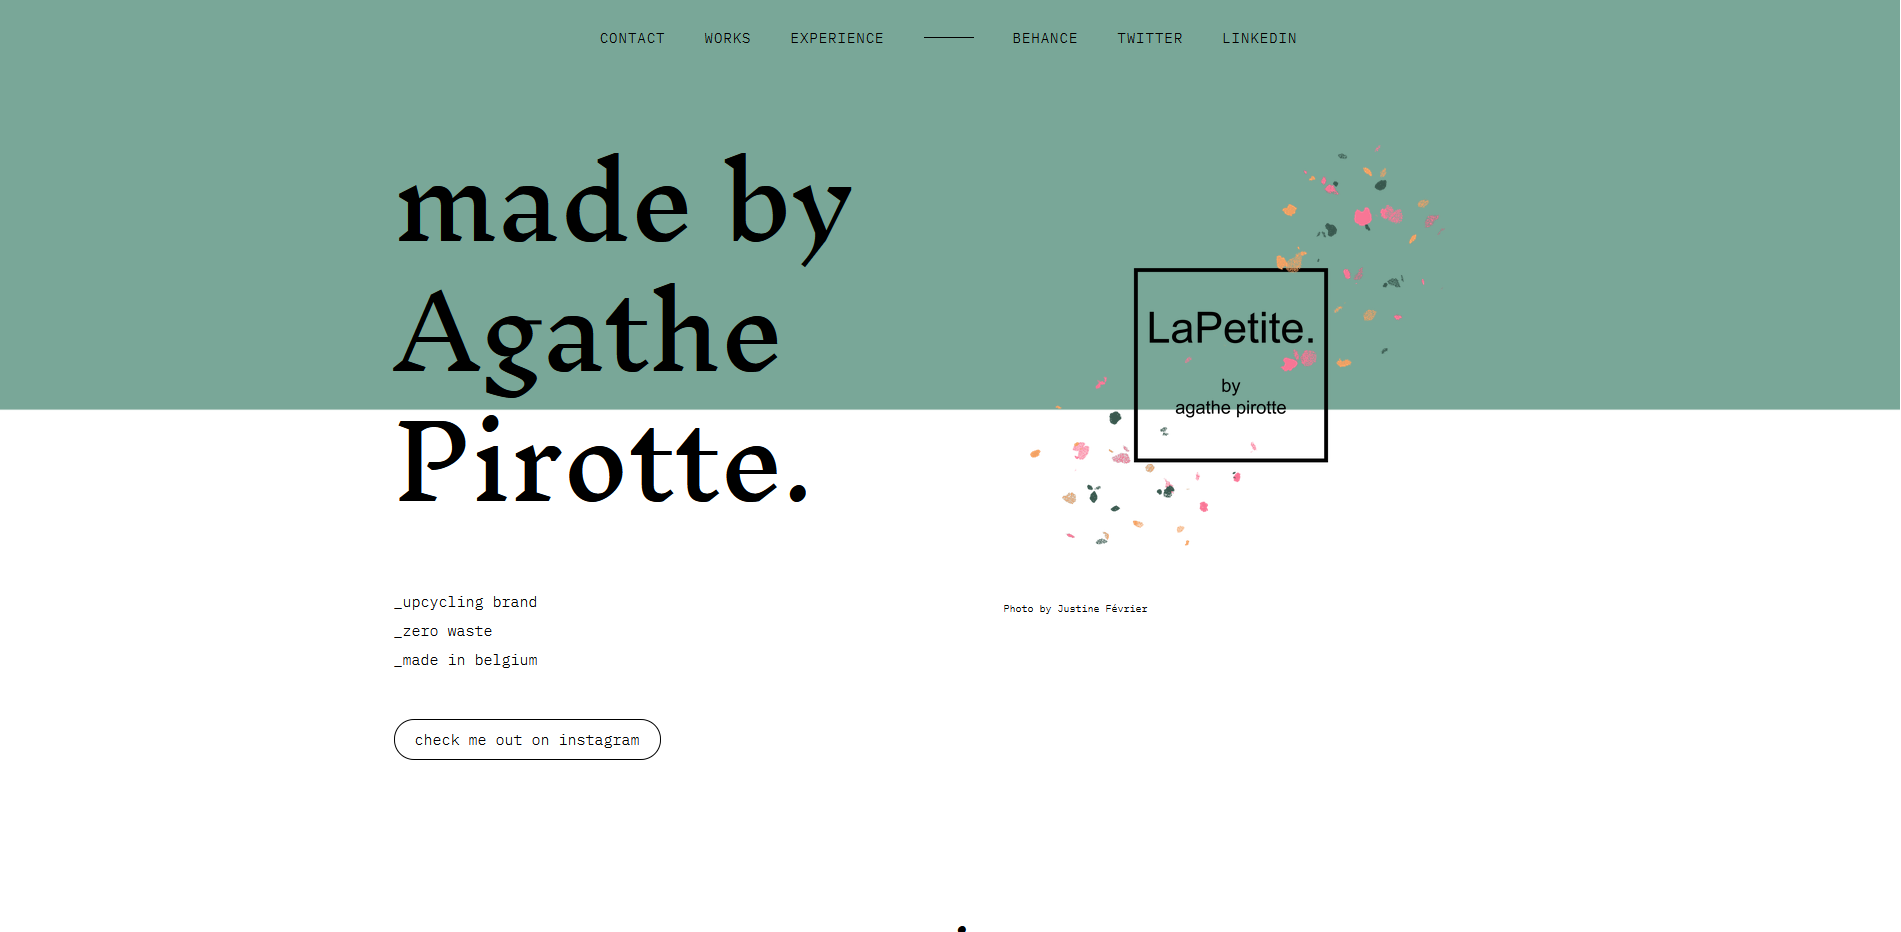 CONTACT WORKS EXPERIENCE BEHANCE TWITTER LINKEDIN
made by
Agathe
Pirotte.
LaPetite.
by
agathe pirotte
_upcycling brand
_zero waste
_made in belgium
Photo by Justine Février
check me out on instagram